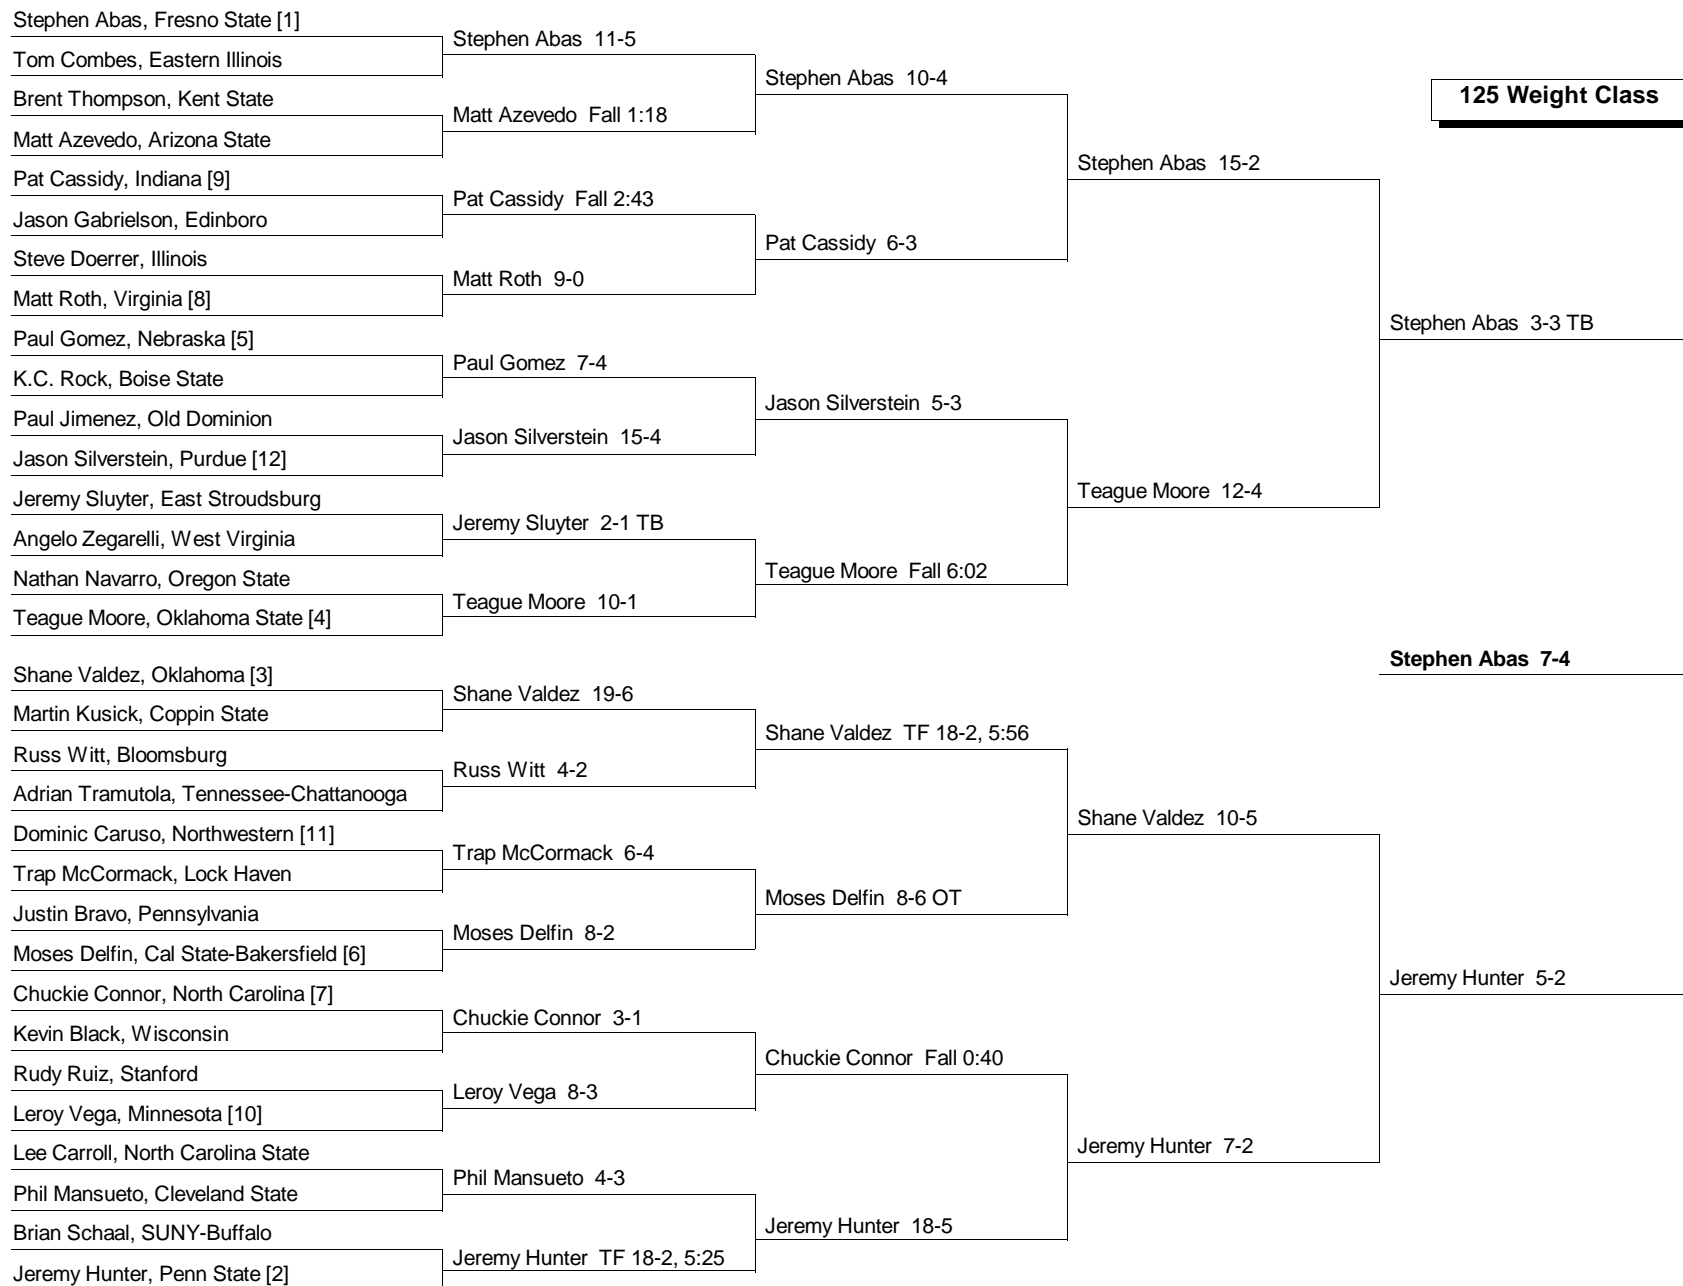 Stephen Abas, Fresno State [1]
Tom Combes, Eastern Illinois
Brent Thompson, Kent State
Matt Azevedo, Arizona State
Pat Cassidy, Indiana [9]
Jason Gabrielson, Edinboro
Steve Doerrer, Illinois
Matt Roth, Virginia [8]
Paul Gomez, Nebraska [5]
K.C. Rock, Boise State
Paul Jimenez, Old Dominion
Jason Silverstein, Purdue [12]
Jeremy Sluyter, East Stroudsburg
Angelo Zegarelli, West Virginia
Nathan Navarro, Oregon State
Teague Moore, Oklahoma State [4]
Shane Valdez, Oklahoma [3]
Martin Kusick, Coppin State
Russ Witt, Bloomsburg
Adrian Tramutola, Tennessee-Chattanooga
Dominic Caruso, Northwestern [11]
Trap McCormack, Lock Haven
Justin Bravo, Pennsylvania
Moses Delfin, Cal State-Bakersfield [6]
Chuckie Connor, North Carolina [7]
Kevin Black, Wisconsin
Rudy Ruiz, Stanford
Leroy Vega, Minnesota [10]
Lee Carroll, North Carolina State
Phil Mansueto, Cleveland State
Brian Schaal, SUNY-Buffalo
Jeremy Hunter, Penn State [2]
Stephen Abas 11-5
Matt Azevedo Fall 1:18
Pat Cassidy Fall 2:43
Matt Roth 9-0
Paul Gomez 7-4
Jason Silverstein 15-4
Jeremy Sluyter 2-1 TB
Teague Moore 10-1
Shane Valdez 19-6
Russ Witt 4-2
Trap McCormack 6-4
Moses Delfin 8-2
Chuckie Connor 3-1
Leroy Vega 8-3
Phil Mansueto 4-3
Jeremy Hunter TF 18-2, 5:25
Stephen Abas 10-4
Pat Cassidy 6-3
Jason Silverstein 5-3
Teague Moore Fall 6:02
Shane Valdez TF 18-2, 5:56
Moses Delfin 8-6 OT
Chuckie Connor Fall 0:40
Jeremy Hunter 18-5
Stephen Abas 15-2
Teague Moore 12-4
Shane Valdez 10-5
Jeremy Hunter 7-2
125 Weight Class
Stephen Abas 3-3 TB
Stephen Abas 7-4
Jeremy Hunter 5-2